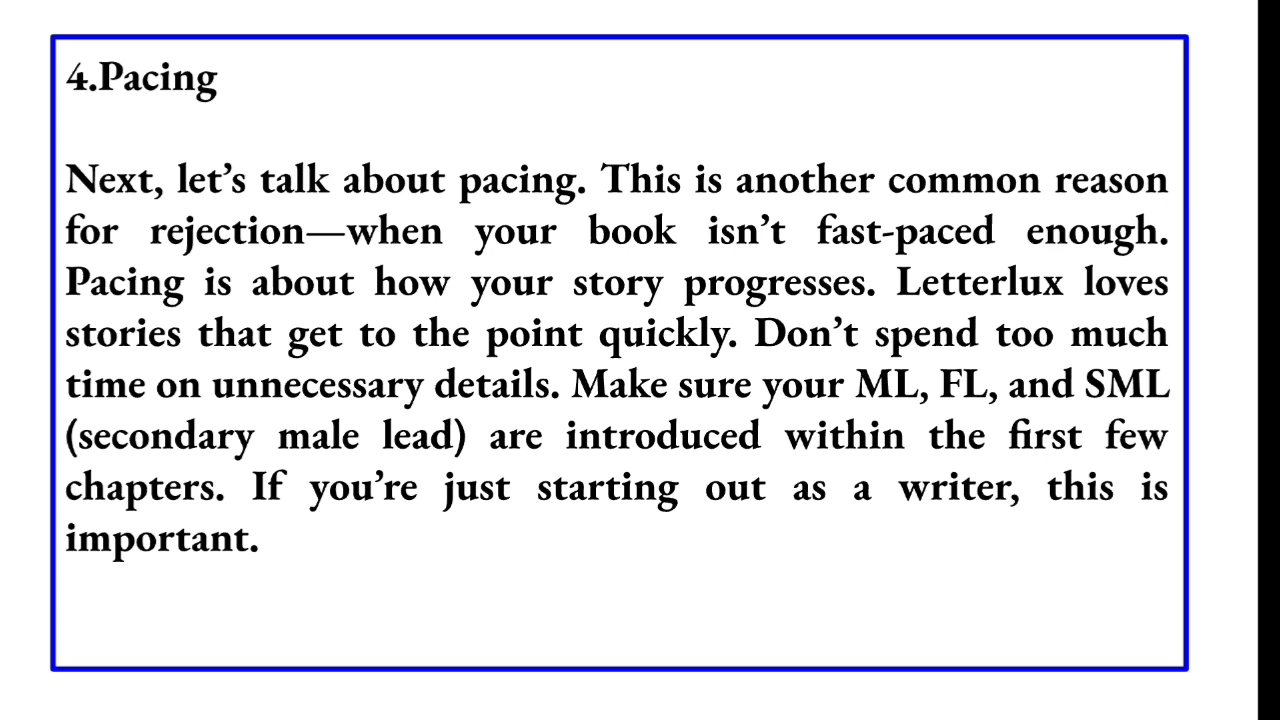 4.Pacing
Next, let’s talk about pacing. This is another common reason
for rejection—when your book isn’t fast-paced enough.
Pacing is about how your story progresses. Letterlux loves
stories that get to the point quickly. Don’t spend too much
time on unnecessary details. Make sure your ML, FL, and SML
(secondary male lead) are introduced within the first few
chapters. If you’re just starting out as a writer, this is
important.